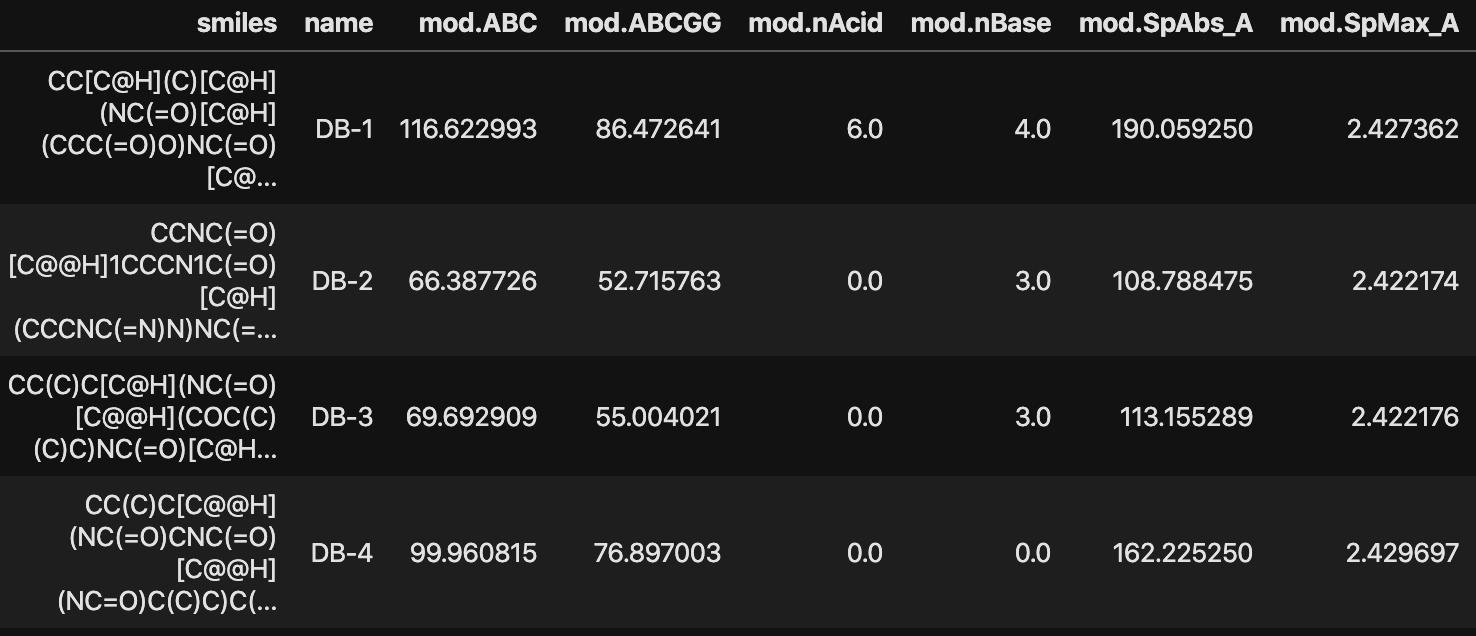 smiles name mod.ABC mod.ABCGG mod.nAcid mod.nBase mod.SpAbs_A mod.SpMax_A
CC[C@H](C)[C@H]
(NC(=O)[C@H]
(CCC(=O)O)NC(=O)
[C@...
DB-1 116.622993 86.472641 6.0 4.0 190.059250 2.427362
CCNC(=O)
[C@@H]1CCCN1C(=O)
[C@H]
(CCCNC(=N)N)NC(=...
DB-2 66.387726 52.715763 0.0 3.0 108.788475 2.422174
CC(C)C[C@H](NC(=O)
[C@@H](COC(C)
(C)C)NC(=O)[C@H...
DB-3 69.692909 55.004021 0.0 3.0 113.155289 2.422176
CC(C)C[C@@H]
(NC(=O)CNC(=O)
[C@@H]
(NC=O)C(C)C)C(...
DB-4 99.960815 76.897003 0.0 0.0 162.225250 2.429697